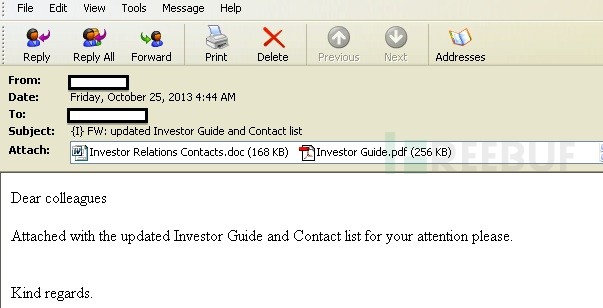 File Edit View Tools Message Help
Reply Reply All Forward Print Delete Previous Next Addresses
From:
Date: Friday, October 25, 2013 4:44 AM
To:
Subject: {I} FW: updated Investor Guide and Contact list
Attach: Investor Relations Contacts.doc (168 KB) Investor Guide.pdf (256 KB)
REEBUF
Dear colleagues
Attached with the updated Investor Guide and Contact list for your attention please.
Kind regards.